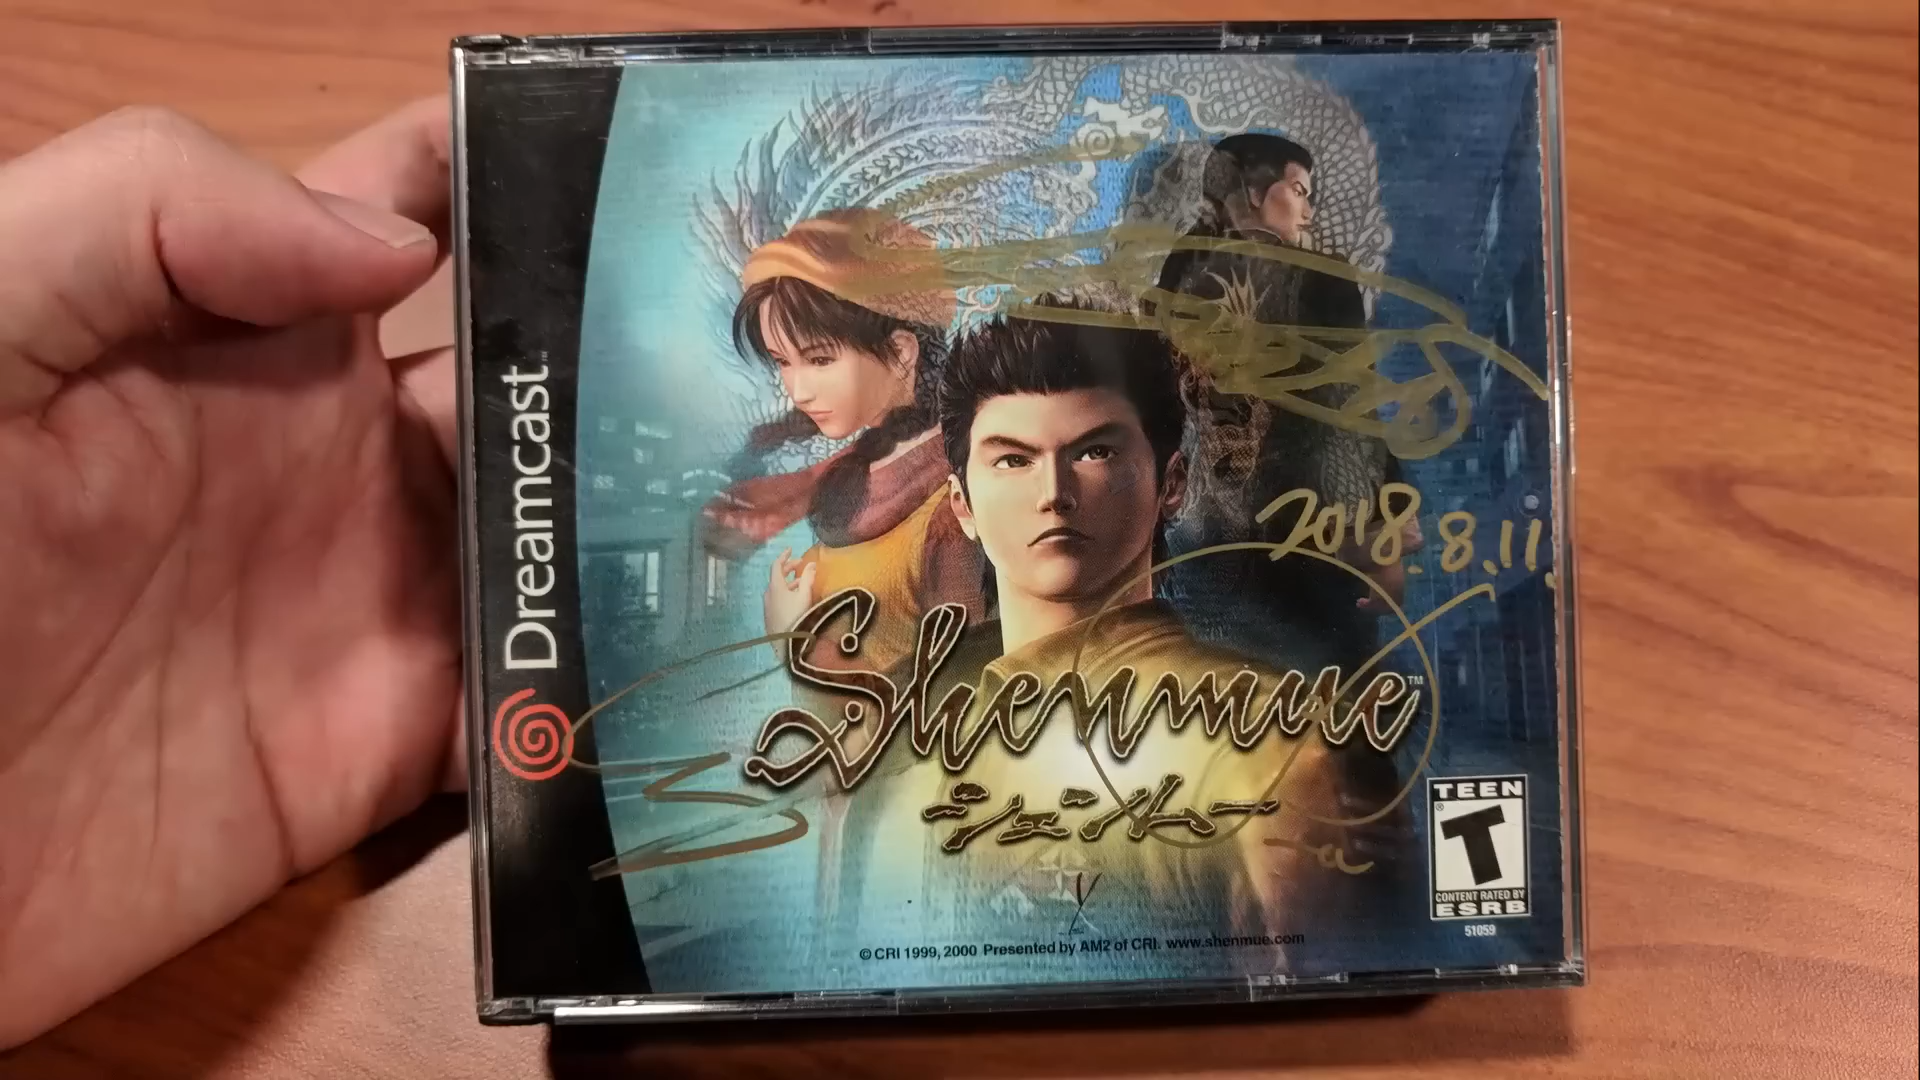 Dreamcast™
2018.8.11.
Shenmue™
シェンムー
TEEN
T
CONTENT RATED BY
ESRB
51059
© CRI 1999, 2000 Presented by AM2 of CRI. www.shenmue.com